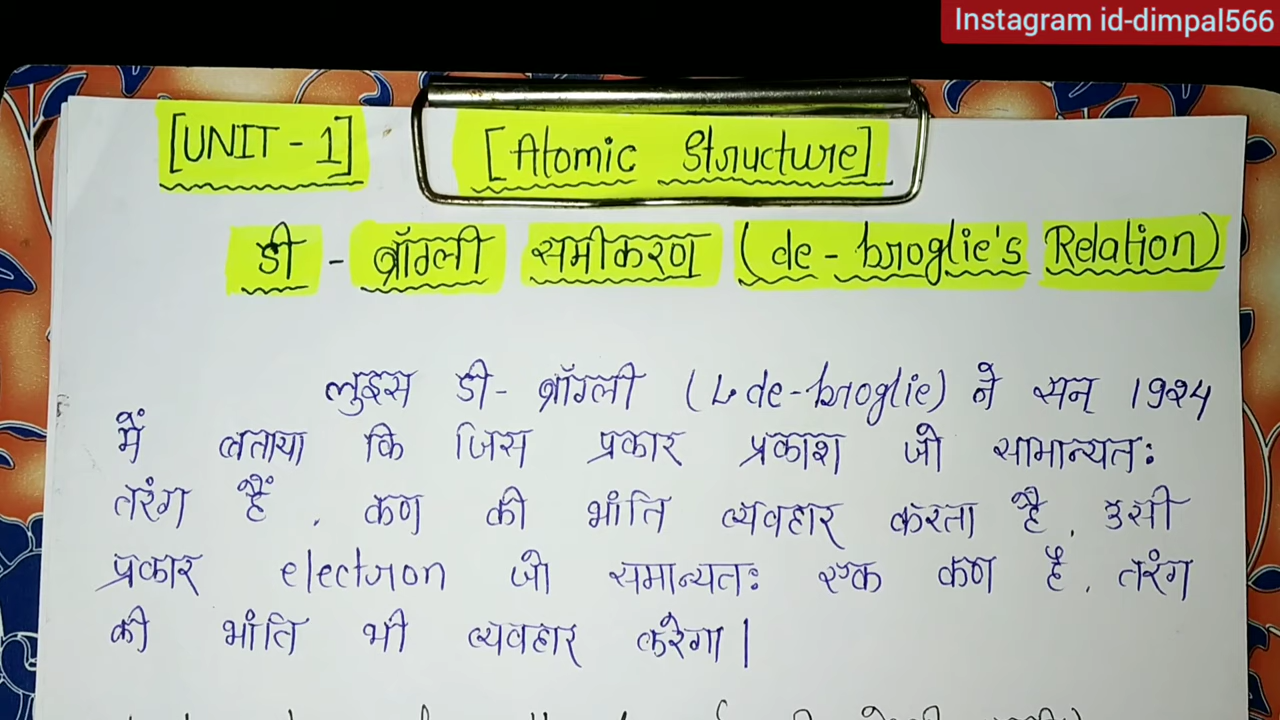 Instagram id-dimpal566
[UNIT - 1] [Atomic Structure]
डी - ब्रॉग्ली समीकरण (de - broglie's Relation)
लुइस डी - ब्रॉग्ली (L de-broglie) ने सन् 1924
में बताया कि जिस प्रकार प्रकाश जो सामान्यतः
तरंग हैं , कण की भांति व्यवहार करता है , उसी
प्रकार electron जो समान्यतः एक कण है , तरंग
की भांति भी व्यवहार करेगा |